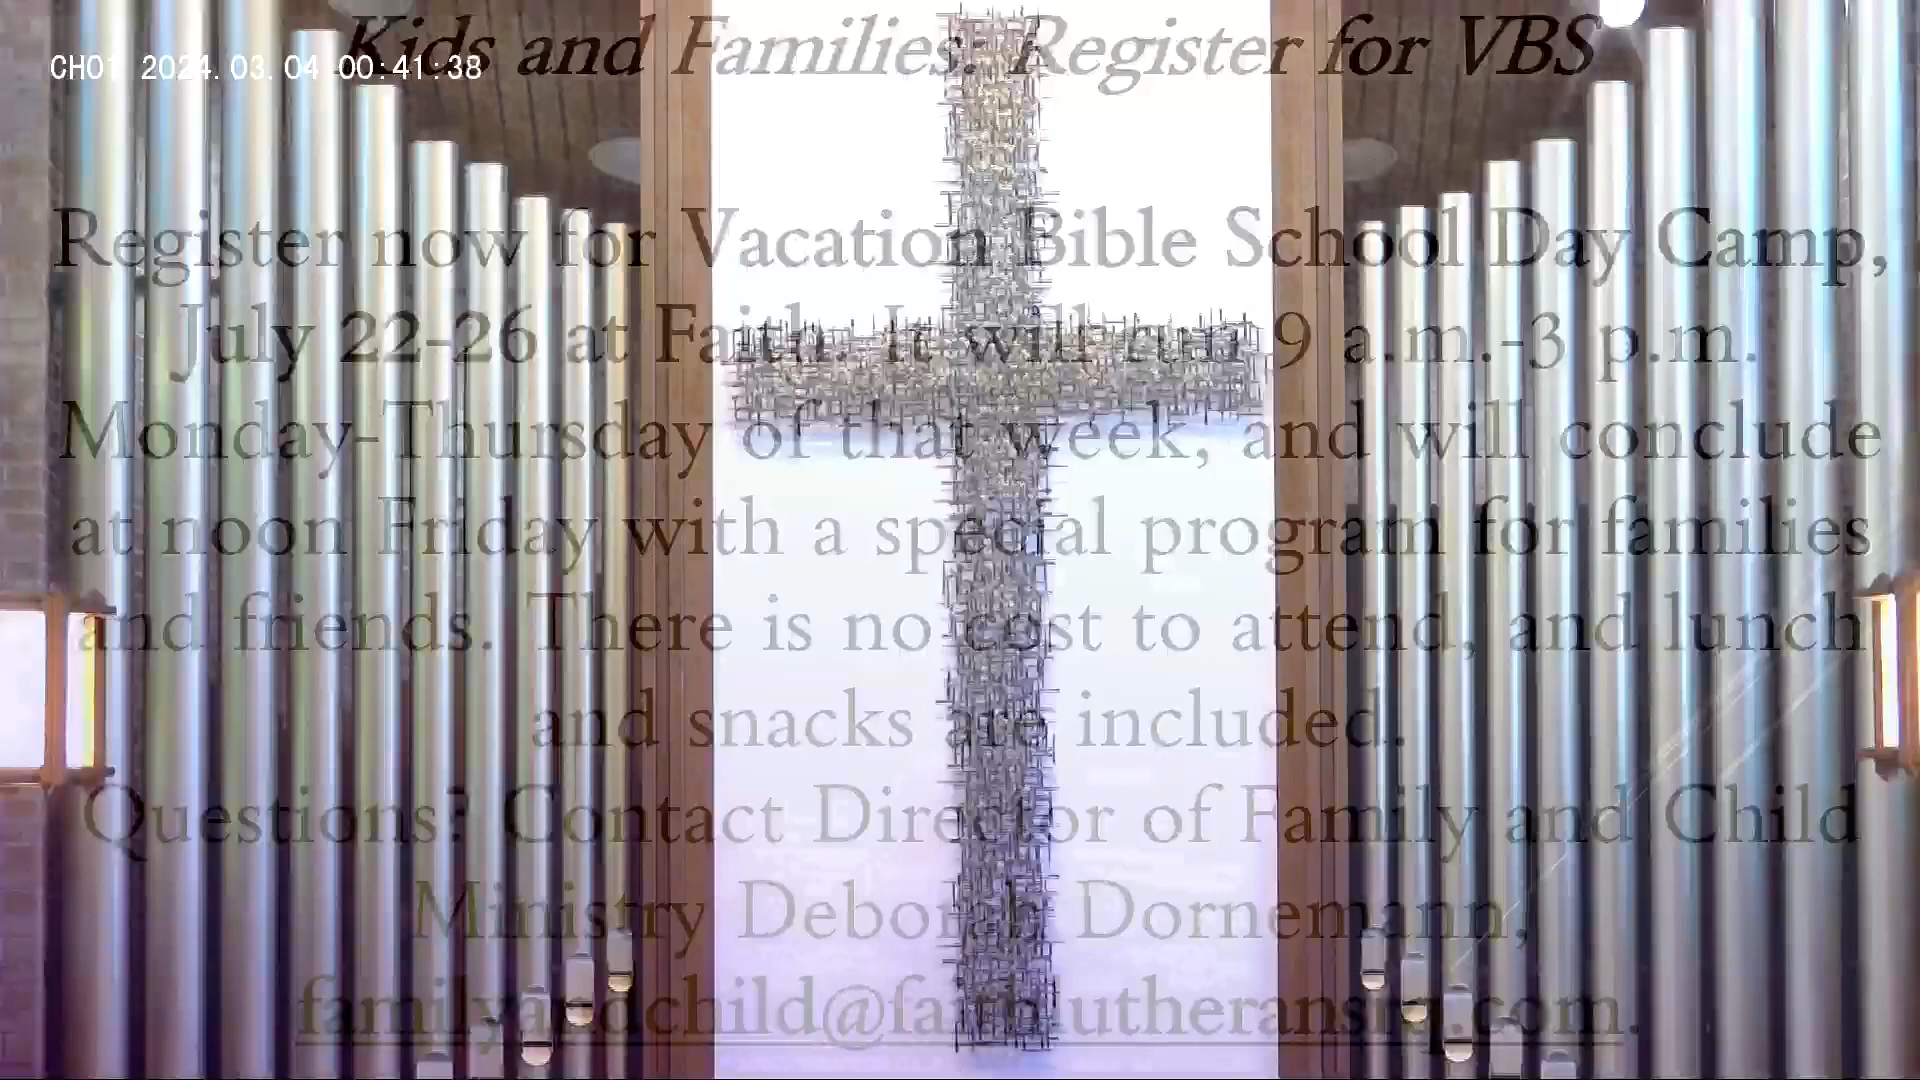 Kids and Families: Register for VBS
CH01 2024.03.04 00:41:38
Register now for Vacation Bible School Day Camp,
July 22-26 at Faith. It will run 9 a.m.-3 p.m.
Monday-Thursday of that week, and will conclude
at noon Friday with a special program for families
and friends. There is no cost to attend, and lunch
and snacks are included.
Questions? Contact Director of Family and Child
Ministry Deborah Dornemann,